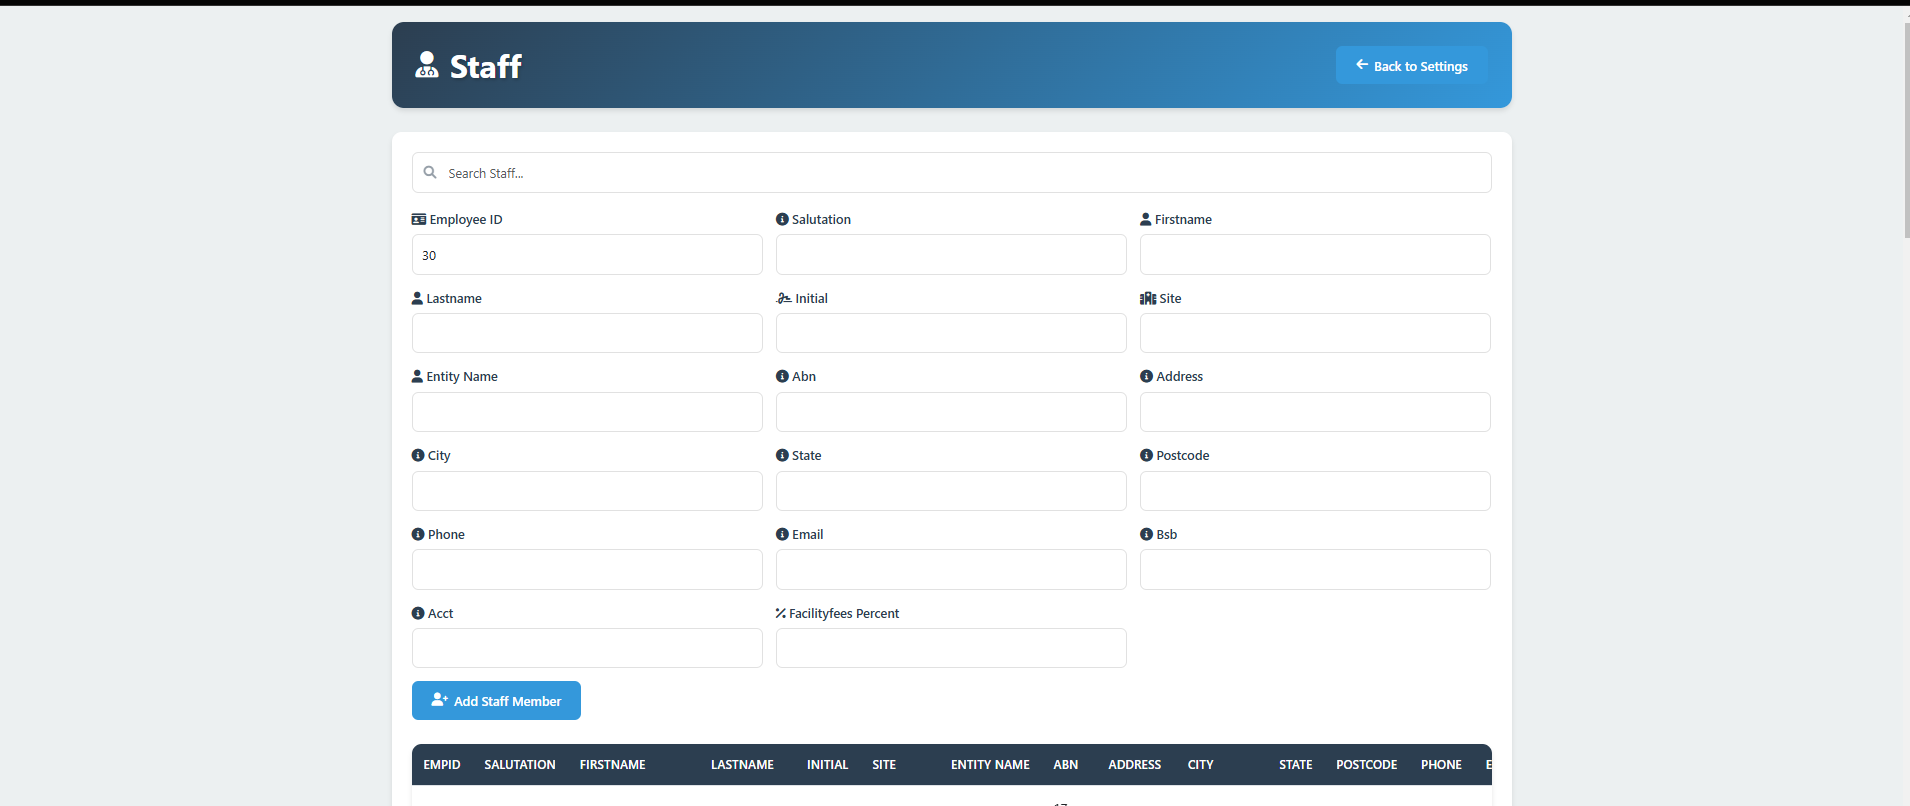 Staff
Back to Settings
Search Staff...
Employee ID
Salutation
Firstname
30
Lastname
Initial
Site
Entity Name
Abn
Address
City
State
Postcode
Phone
Email
Bsb
Acct
Facilityfees Percent
Add Staff Member
EMPID SALUTATION FIRSTNAME LASTNAME INITIAL SITE ENTITY NAME ABN ADDRESS CITY STATE POSTCODE PHONE